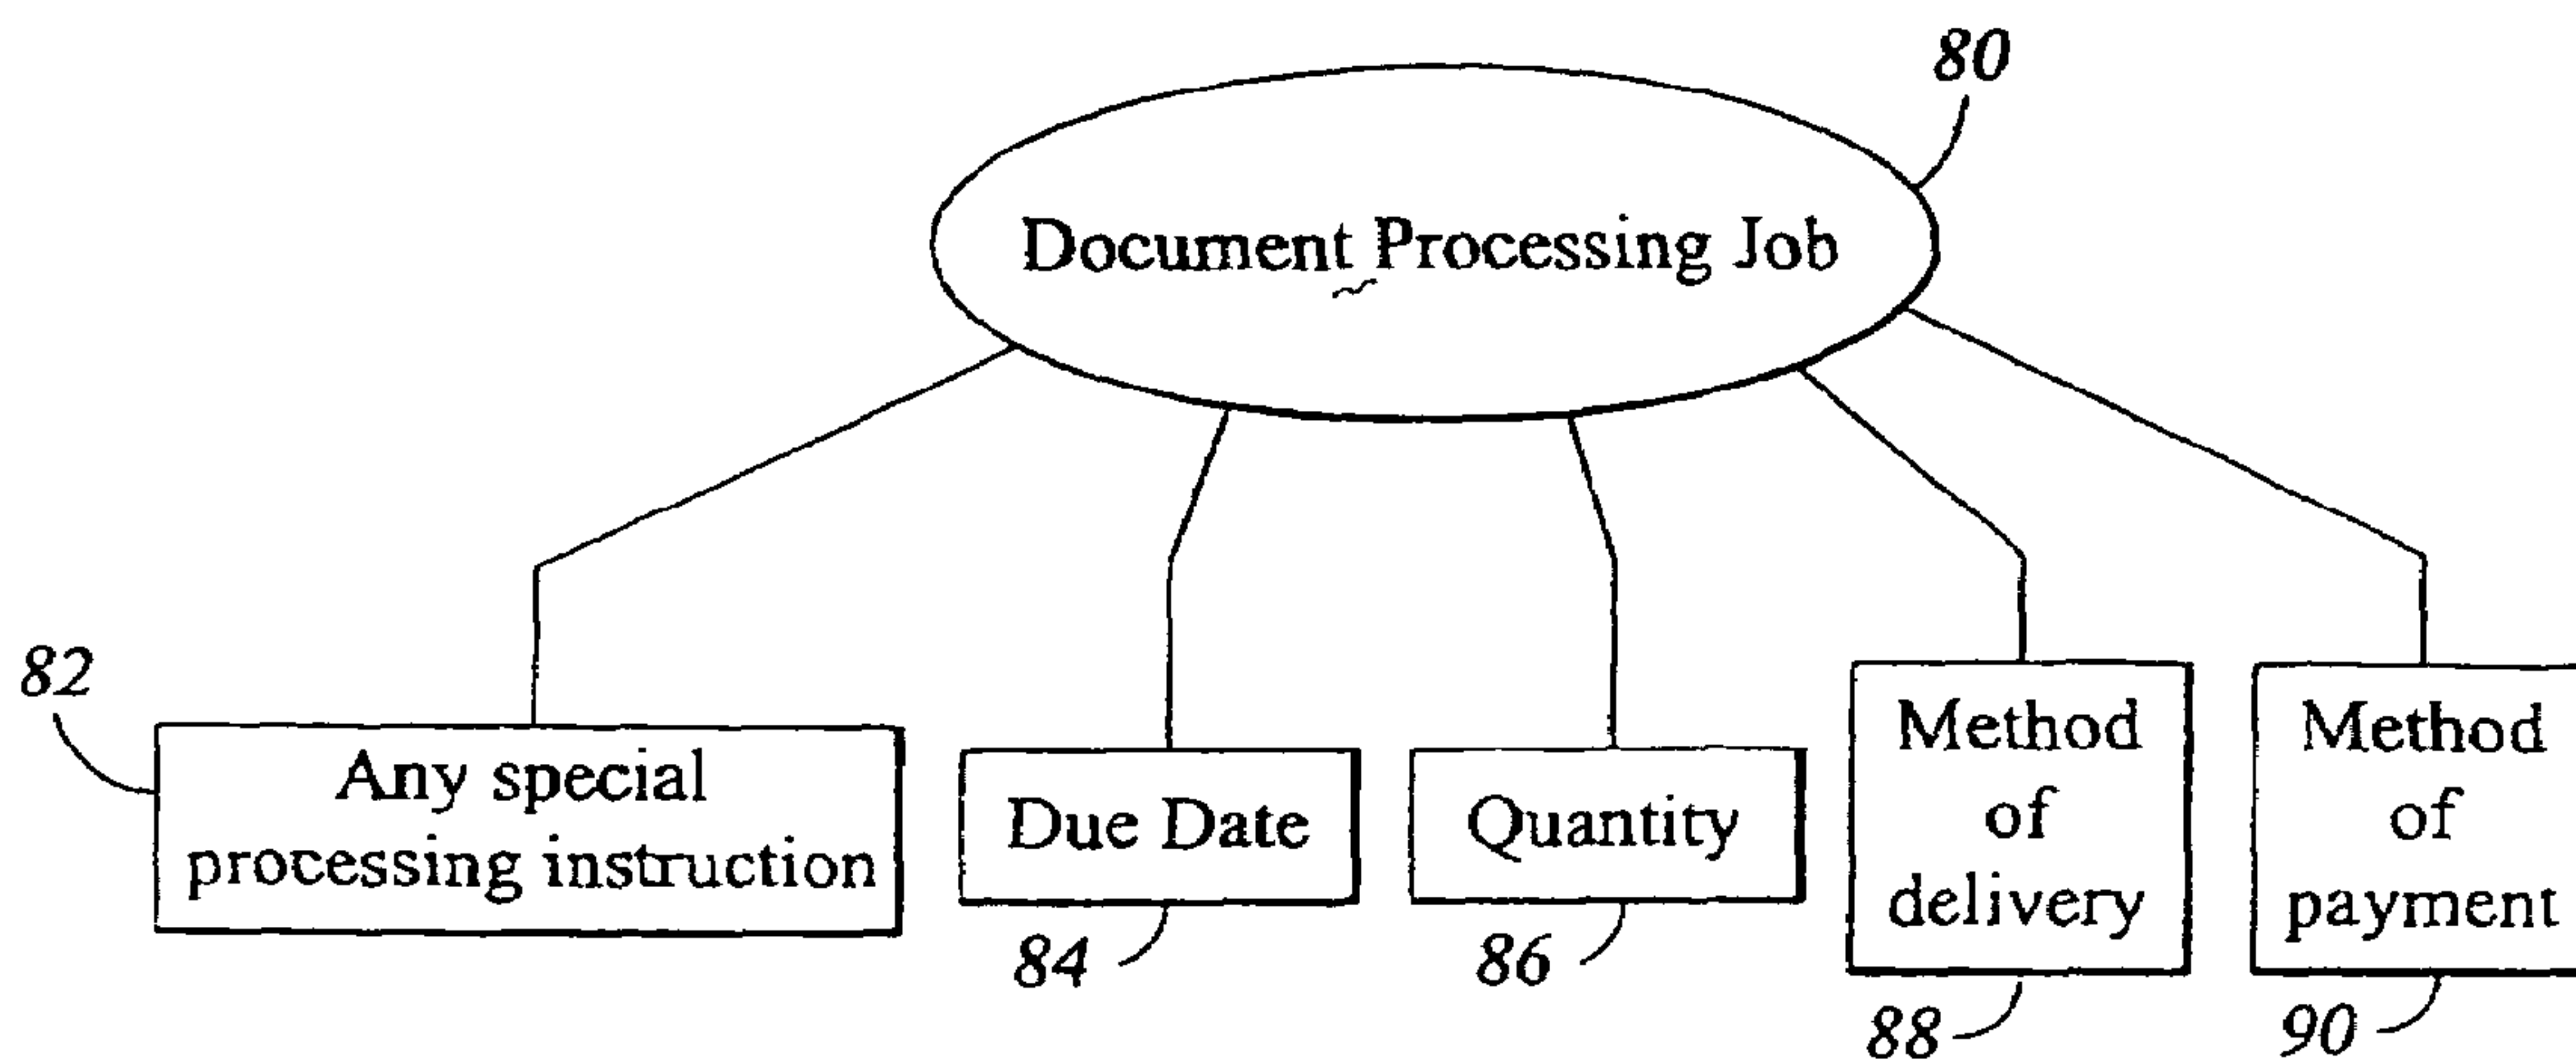 80
Document Processing Job
82
Any special
processing instruction
Due Date
84
Quantity
86
Method
of
delivery
88
Method
of
payment
90